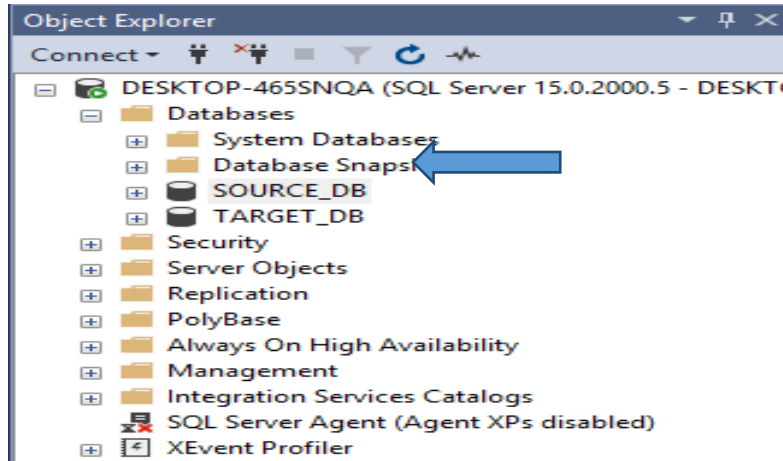 Object Explorer
Connect
DESKTOP-465SNQA (SQL Server 15.0.2000.5 - DESKT
Databases
System Databases
Database Snaps
SOURCE_DB
TARGET_DB
Security
Server Objects
Replication
PolyBase
Always On High Availability
Management
Integration Services Catalogs
SQL Server Agent (Agent XPs disabled)
XEvent Profiler